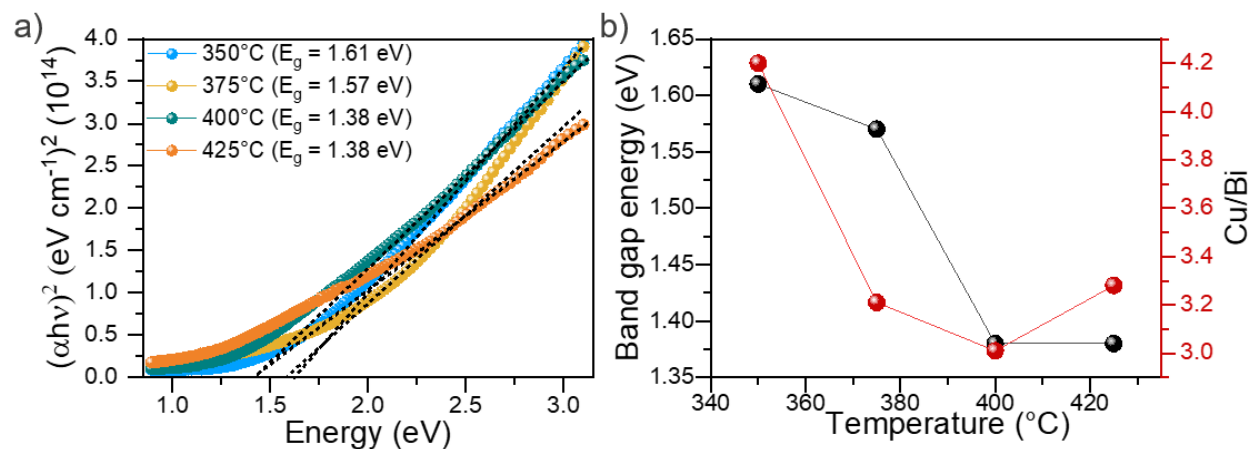 a)
(αhν)² (eV cm⁻¹)² (10¹⁴)
4.0
3.5
3.0
2.5
2.0
1.5
1.0
0.5
0.0
350°C (Eg = 1.61 eV)
375°C (Eg = 1.57 eV)
400°C (Eg = 1.38 eV)
425°C (Eg = 1.38 eV)
1.0 1.5 2.0 2.5 3.0
Energy (eV)
b)
Band gap energy (eV)
1.65
1.60
1.55
1.50
1.45
1.40
1.35
340 360 380 400 420
Temperature (°C)
4.2
4.0
3.8
3.6
3.4
3.2
3.0
Cu/Bi